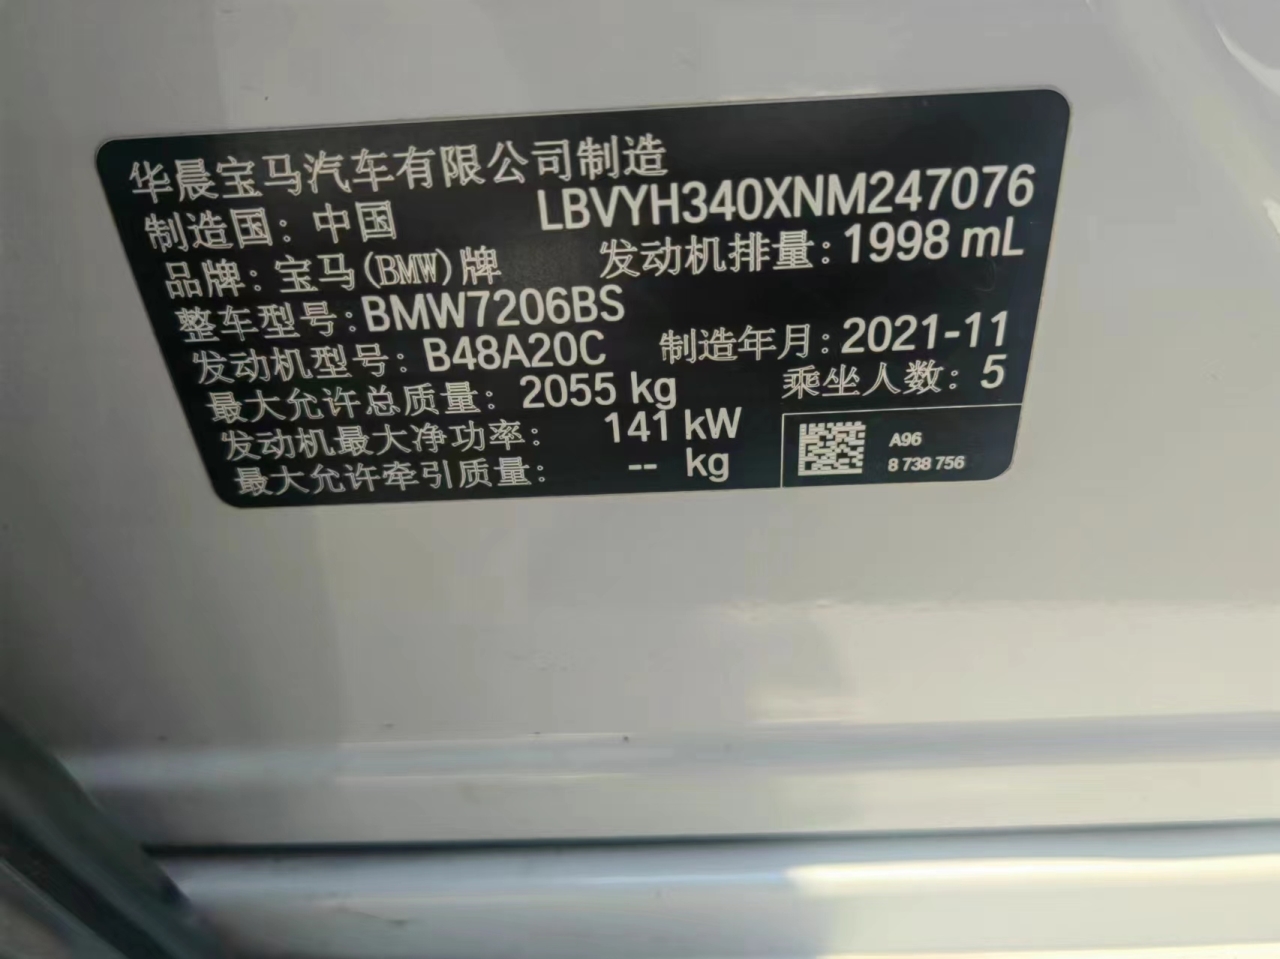 华晨宝马汽车有限公司制造
制造国：中国 LBVYH340XNM247076
品牌：宝马(BMW)牌 发动机排量：1998 mL
整车型号：BMW7206BS
发动机型号：B48A20C 制造年月：2021-11
最大允许总质量：2055 kg 乘坐人数：5
发动机最大净功率：141 kW
最大允许牵引质量：-- kg
A96
8 738 756